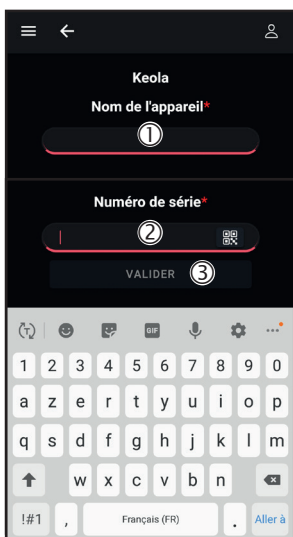 Keola
Nom de l'appareil*
①
Numéro de série*
②
VALIDER ③
GIF
1 2 3 4 5 6 7 8 9 0
a z e r t y u i o p
q s d f g h j k l m
w x c v b n
!#1 , Français (FR) . Aller à